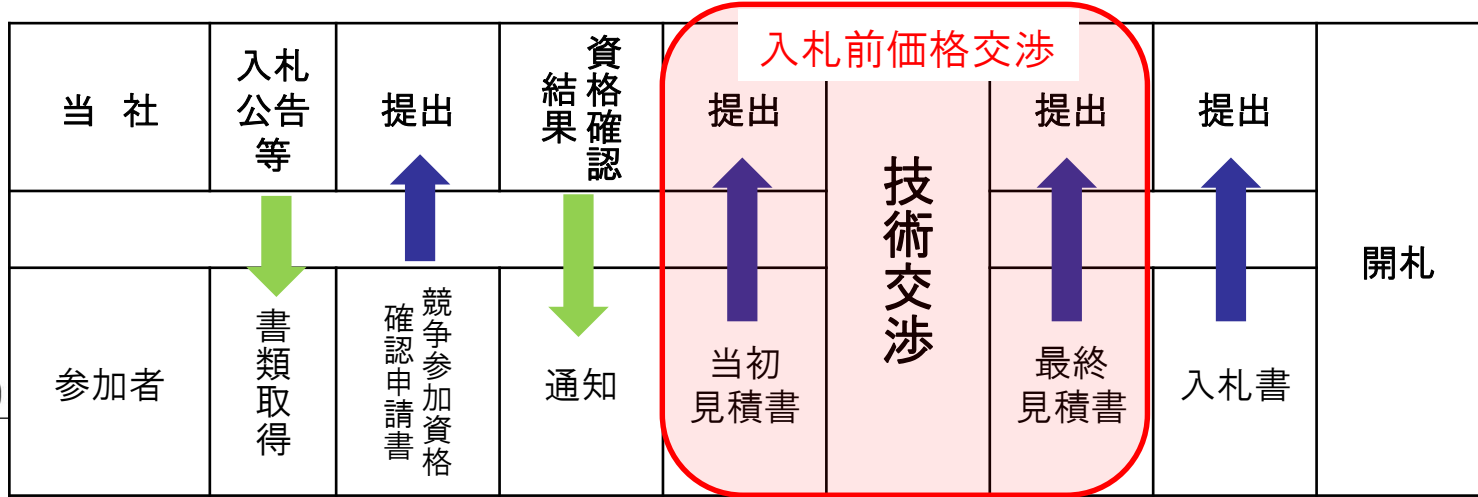 入札前価格交渉
当 社
入札
公告
等
提出
資格確認
結果
提出
技術交渉
提出
提出
開札
参加者
書類取得
競争参加資格
確認申請書
通知
当初
見積書
最終
見積書
入札書
)